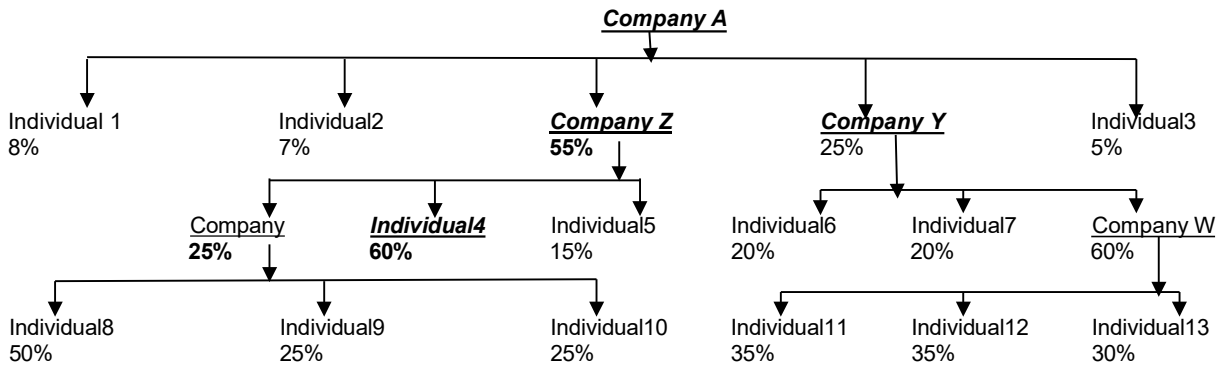 Company A
Individual 1 Individual2 Company Z Company Y Individual3
8% 7% 55% 25% 5%
Company Individual4 Individual5 Individual6 Individual7 Company W
25% 60% 15% 20% 20% 60%
Individual8 Individual9 Individual10 Individual11 Individual12 Individual13
50% 25% 25% 35% 35% 30%